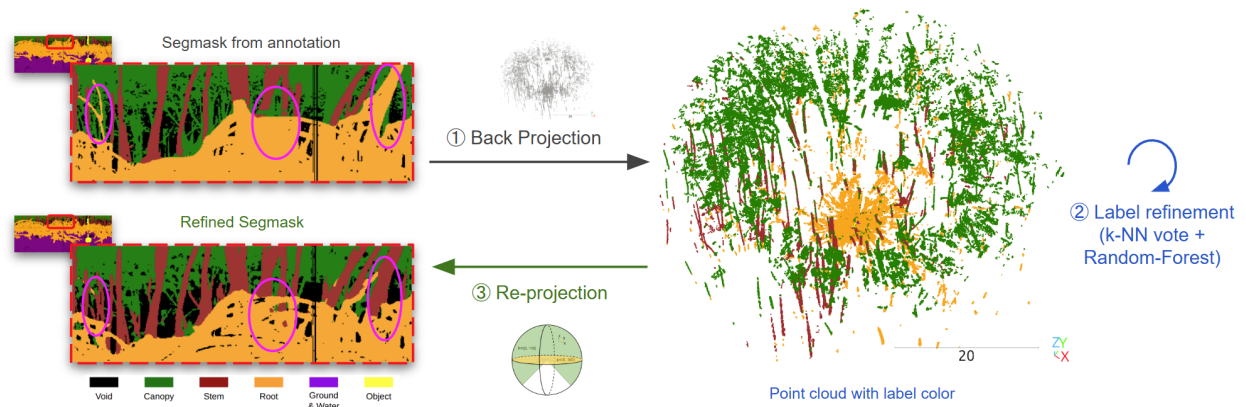 Segmask from annotation
① Back Projection
② Label refinement
(k-NN vote +
Random-Forest)
Refined Segmask
③ Re-projection
20
ZY
X
Void
Canopy
Stem
Root
Ground
& Water
Object
Point cloud with label color